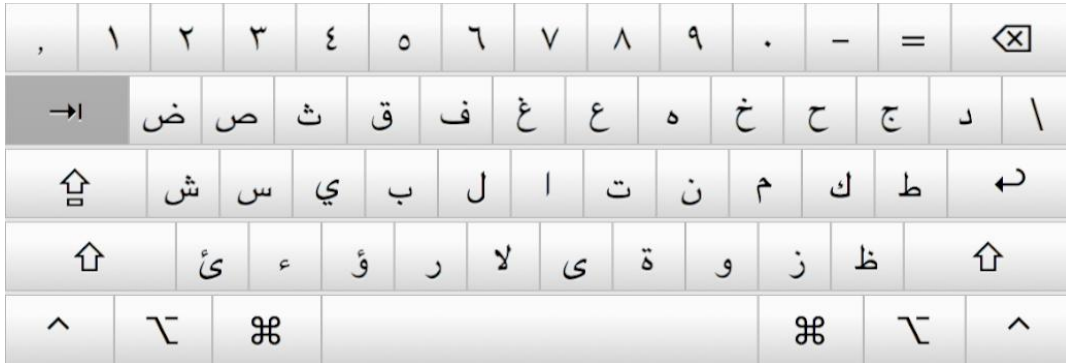 , ١ ٢ ٣ ٤ ٥ ٦ ٧ ٨ ٩ ٠ - =
ض ص ث ق ف غ ع ه خ ح ج د \
ش س ي ب ل ا ت ن م ك ط
ئ ء ؤ ر لا ى ة و ز ظ